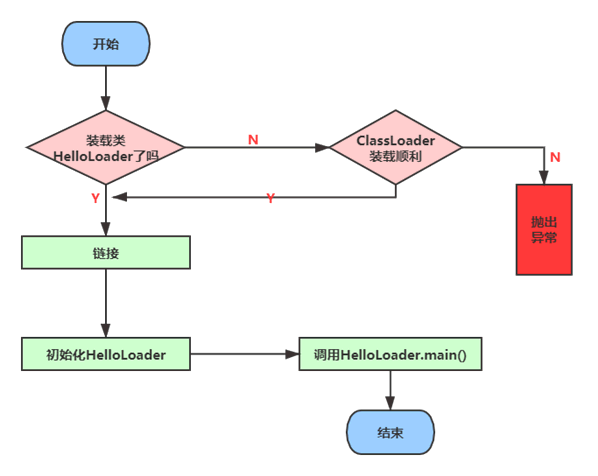 开始
装载类
HelloLoader了吗
N
ClassLoader
装载顺利
N
Y
Y
抛出
异常
链接
初始化HelloLoader
调用HelloLoader.main()
结束